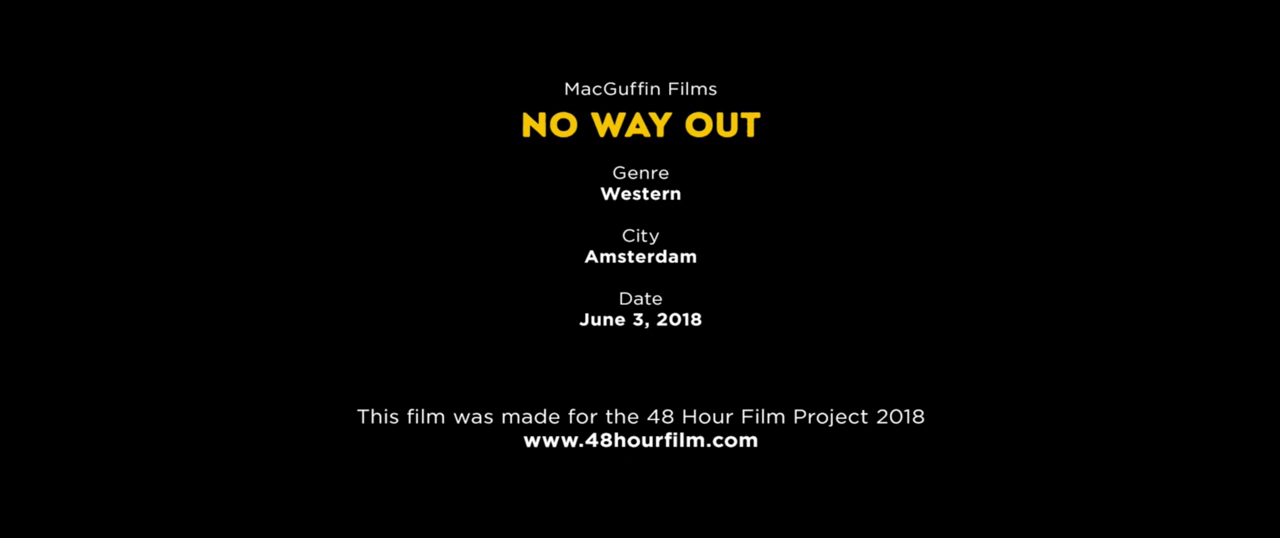 MacGuffin Films
NO WAY OUT
Genre
Western
City
Amsterdam
Date
June 3, 2018
This film was made for the 48 Hour Film Project 2018
www.48hourfilm.com